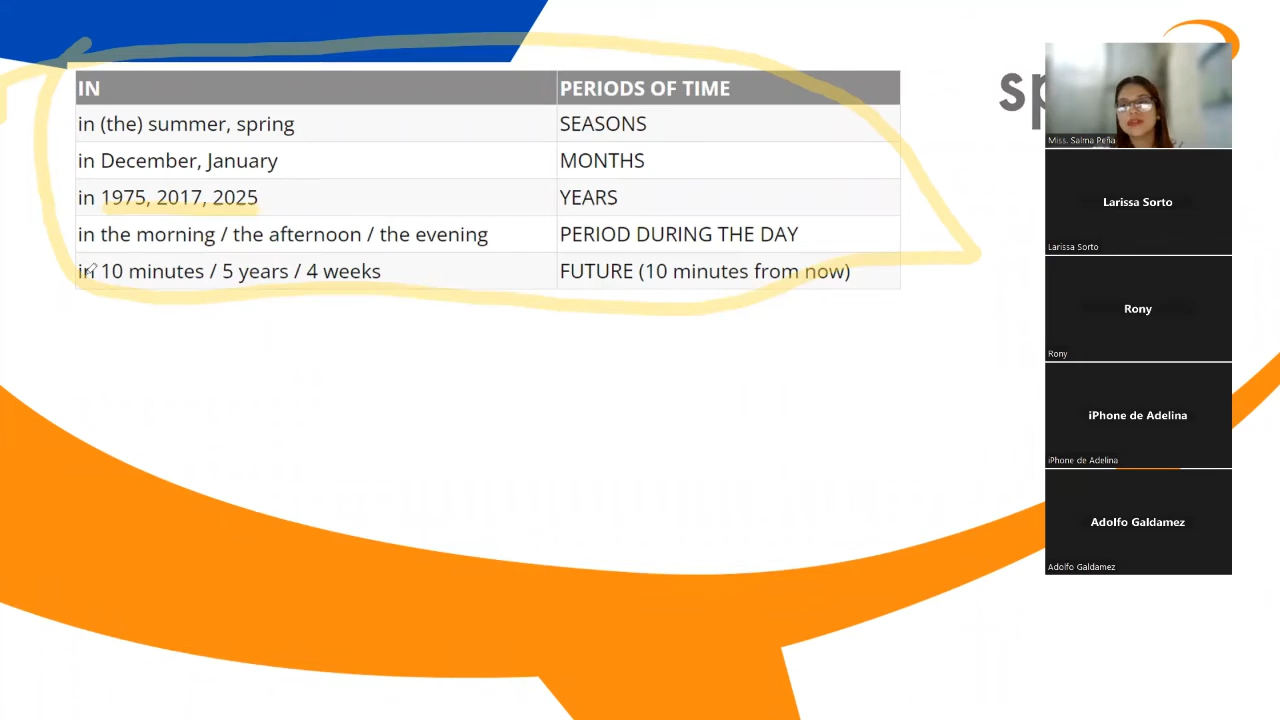 IN PERIODS OF TIME
in (the) summer, spring SEASONS
in December, January MONTHS
in 1975, 2017, 2025 YEARS
in the morning / the afternoon / the evening PERIOD DURING THE DAY
in 10 minutes / 5 years / 4 weeks FUTURE (10 minutes from now)
sp
Miss. Salma Peña
Larissa Sorto
Larissa Sorto
Rony
Rony
iPhone de Adelina
iPhone de Adelina
Adolfo Galdamez
Adolfo Galdamez